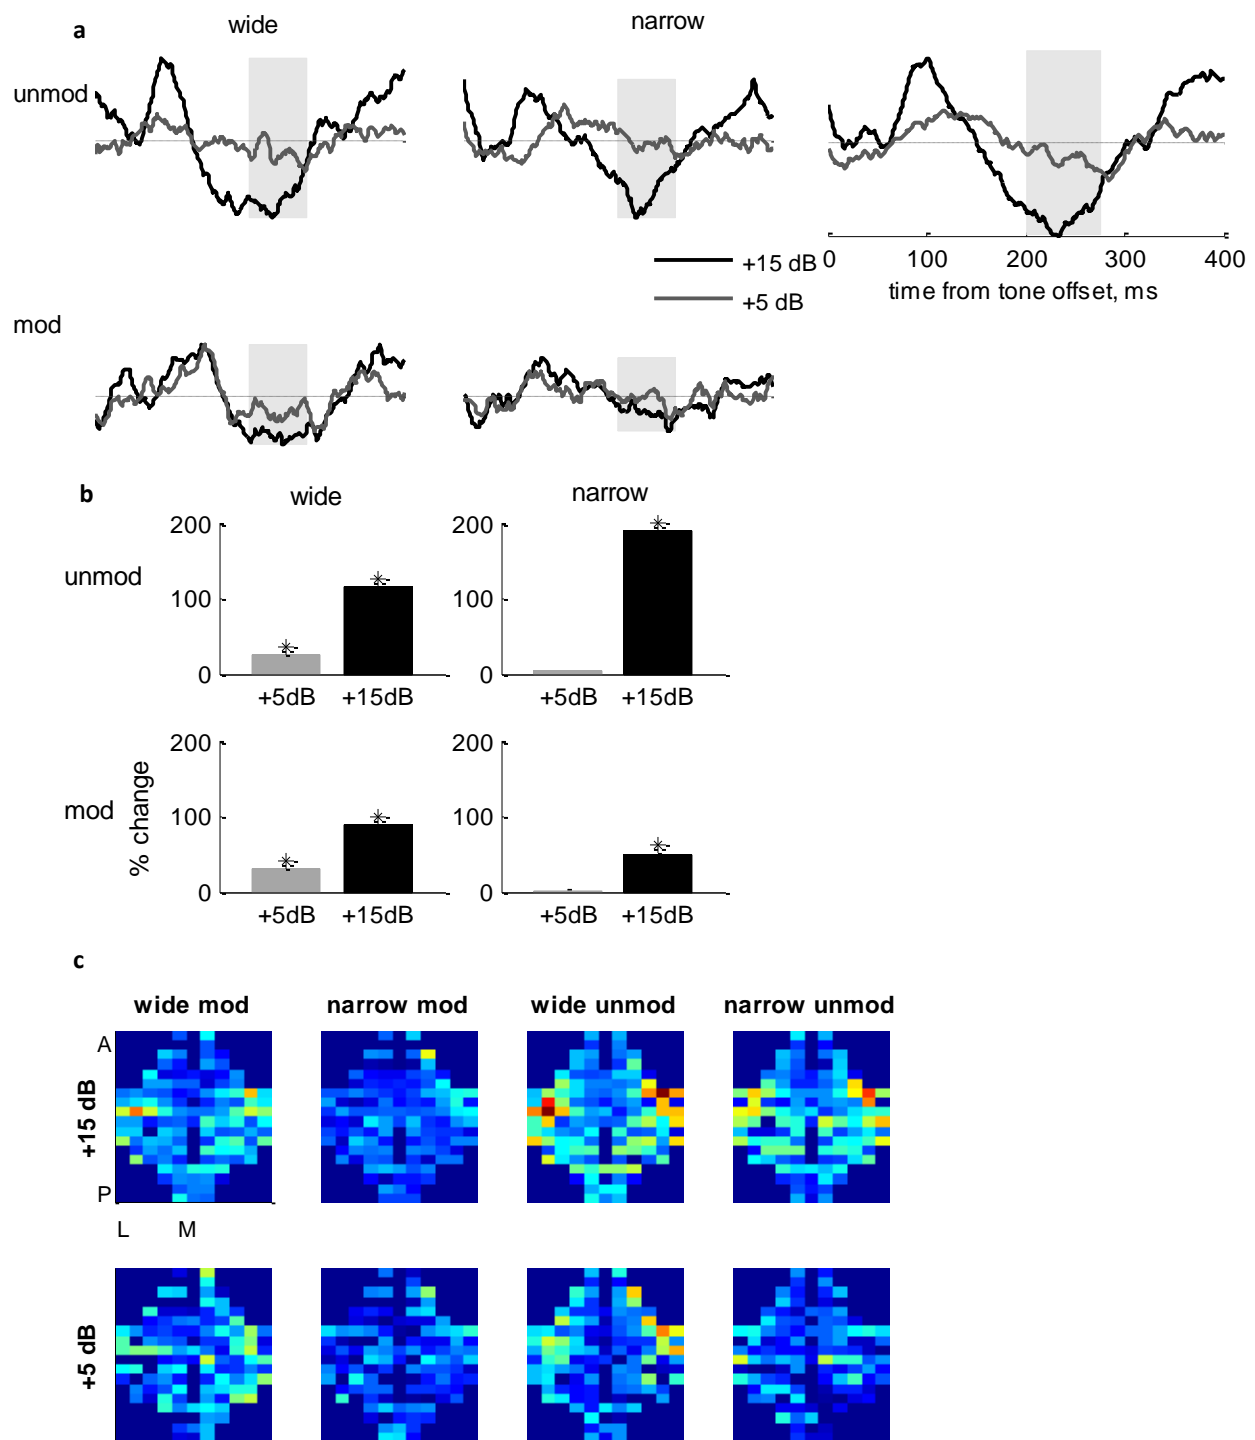 a
wide
narrow
unmod
+15 dB
+5 dB
0 100 200 300 400
time from tone offset, ms
mod
b
wide
narrow
unmod
200
100
0
+5dB +15dB
200
100
0
+5dB +15dB
mod
% change
200
100
0
+5dB +15dB
200
100
0
+5dB +15dB
c
wide mod
narrow mod
wide unmod
narrow unmod
A
+15 dB
P
L M
+5 dB